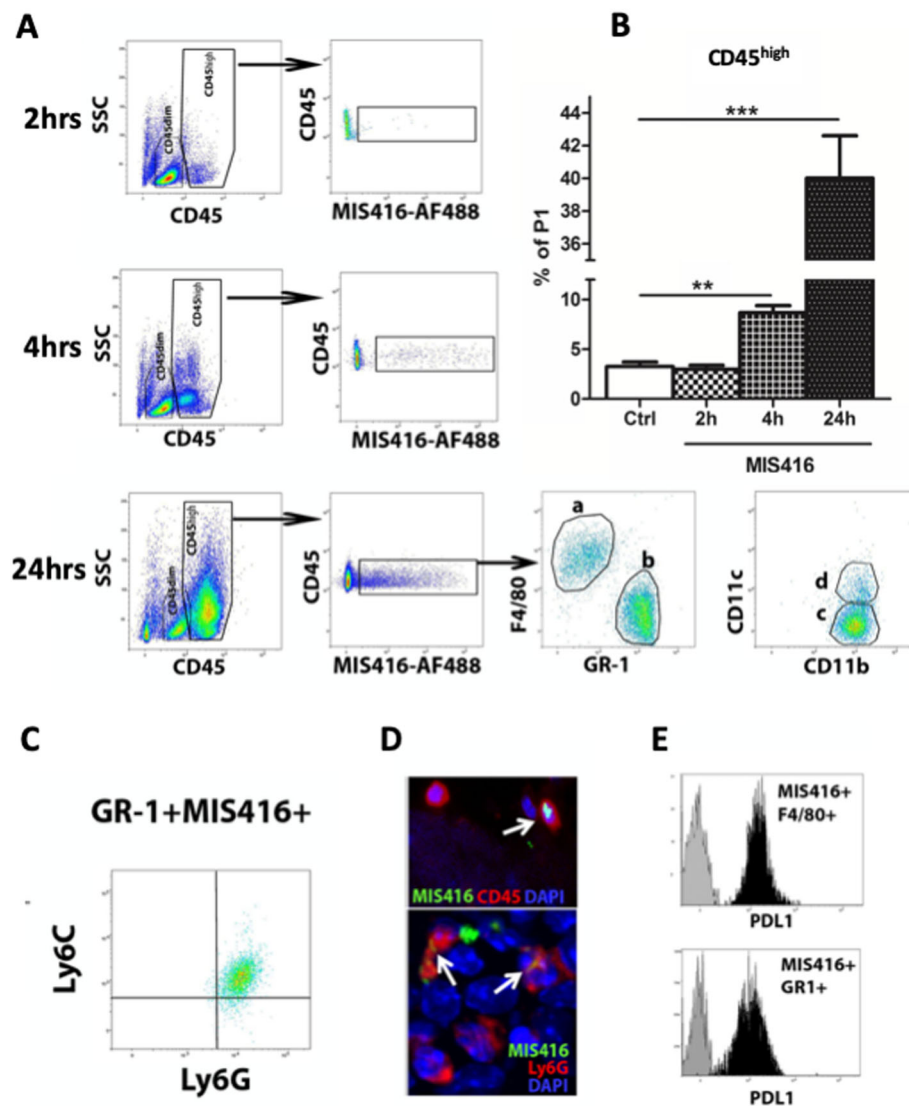 A
B
2hrs
SSC
CD45dim
CD45high
CD45
CD45
MIS416-AF488
CD45high
***
**
% of P1
44
42
40
38
36
10
5
0
Ctrl
2h
4h
24h
MIS416
4hrs
SSC
CD45dim
CD45high
CD45
CD45
MIS416-AF488
24hrs
SSC
CD45dim
CD45high
CD45
CD45
MIS416-AF488
a
b
F4/80
GR-1
d
c
CD11c
CD11b
C
GR-1+MIS416+
Ly6C
Ly6G
D
MIS416 CD45 DAPI
MIS416
Ly6G
DAPI
E
MIS416+
F4/80+
PDL1
MIS416+
GR1+
PDL1